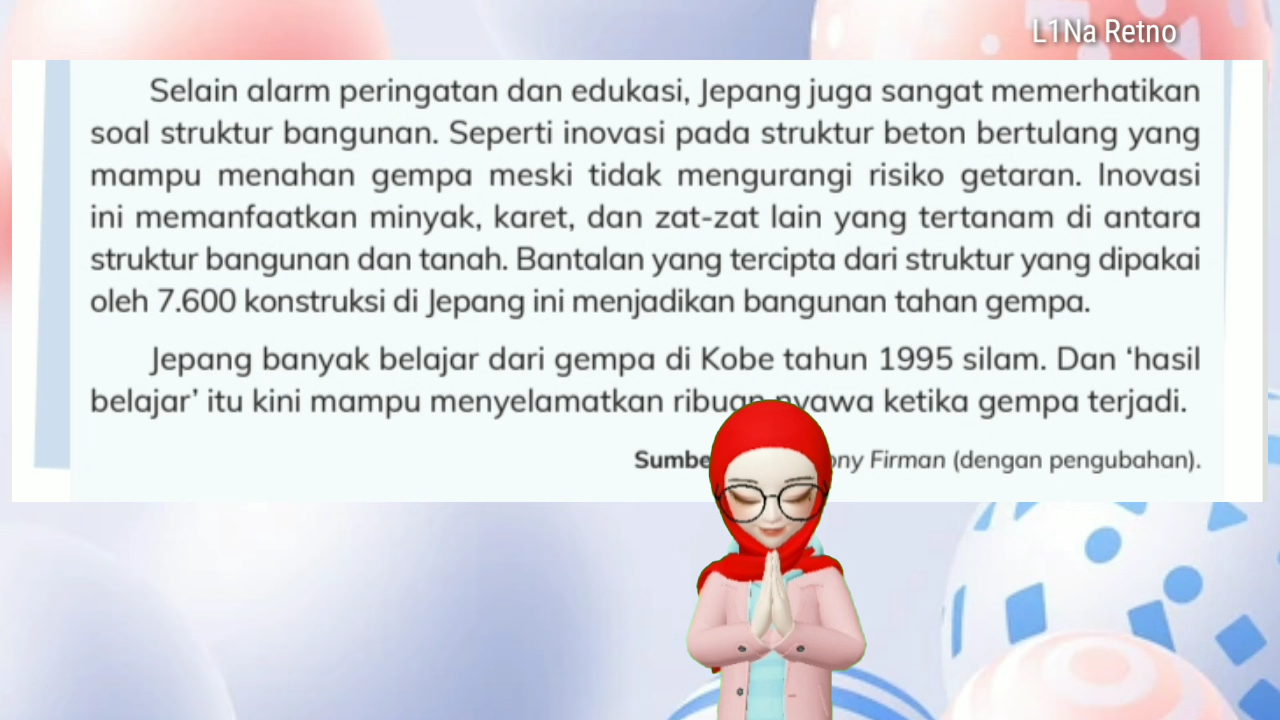 L1Na Retno
Selain alarm peringatan dan edukasi, Jepang juga sangat memerhatikan
soal struktur bangunan. Seperti inovasi pada struktur beton bertulang yang
mampu menahan gempa meski tidak mengurangi risiko getaran. Inovasi
ini memanfaatkan minyak, karet, dan zat-zat lain yang tertanam di antara
struktur bangunan dan tanah. Bantalan yang tercipta dari struktur yang dipakai
oleh 7.600 konstruksi di Jepang ini menjadikan bangunan tahan gempa.
Jepang banyak belajar dari gempa di Kobe tahun 1995 silam. Dan ‘hasil
belajar’ itu kini mampu menyelamatkan ribuan nyawa ketika gempa terjadi.
Firman (dengan pengubahan).